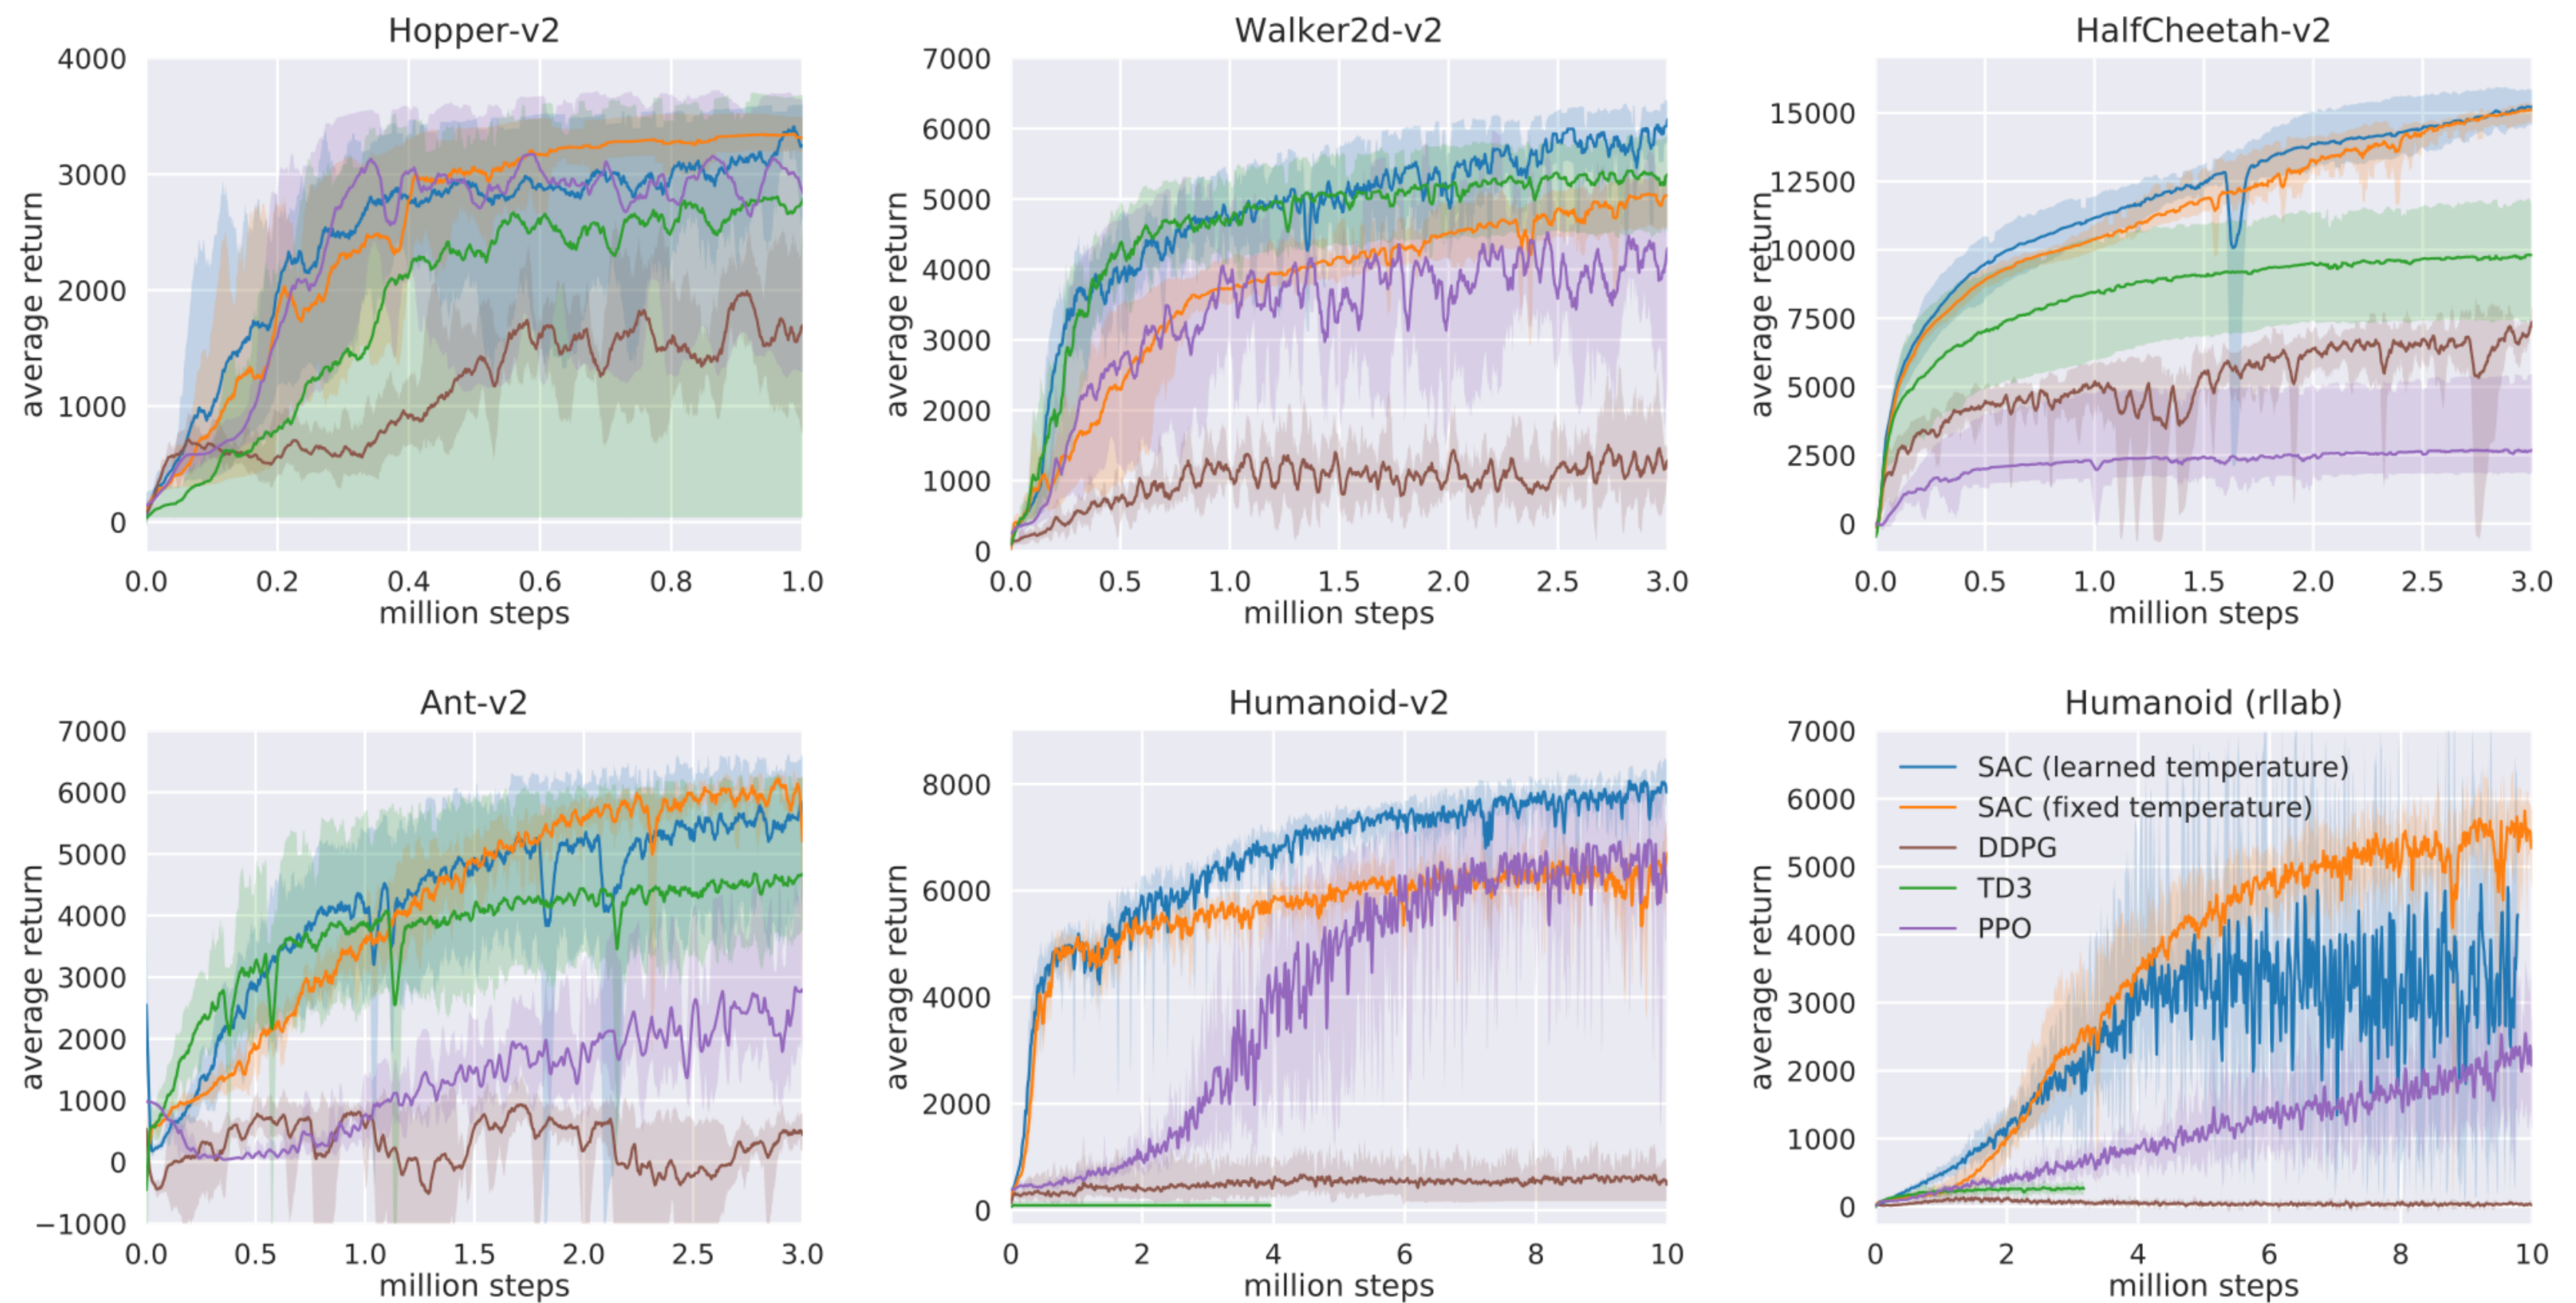 Hopper-v2
4000
3000
2000
1000
0
average return
0.0 0.2 0.4 0.6 0.8 1.0
million steps
Walker2d-v2
7000
6000
5000
4000
3000
2000
1000
0
average return
0.0 0.5 1.0 1.5 2.0 2.5 3.0
million steps
HalfCheetah-v2
15000
12500
10000
7500
5000
2500
0
average return
0.0 0.5 1.0 1.5 2.0 2.5 3.0
million steps
Ant-v2
7000
6000
5000
4000
3000
2000
1000
0
−1000
average return
0.0 0.5 1.0 1.5 2.0 2.5 3.0
million steps
Humanoid-v2
8000
6000
4000
2000
0
average return
0 2 4 6 8 10
million steps
Humanoid (rllab)
7000
6000
5000
4000
3000
2000
1000
0
average return
SAC (learned temperature)
SAC (fixed temperature)
DDPG
TD3
PPO
0 2 4 6 8 10
million steps